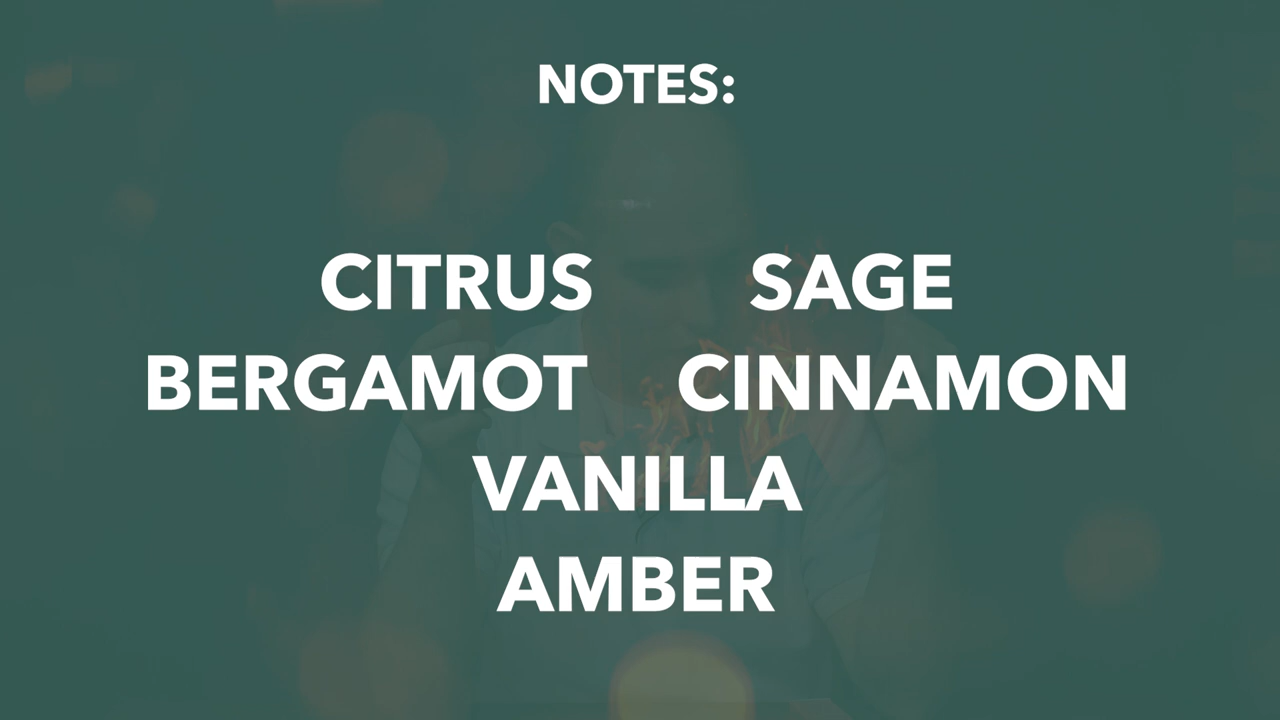 NOTES:
CITRUS SAGE
BERGAMOT CINNAMON
VANILLA
AMBER